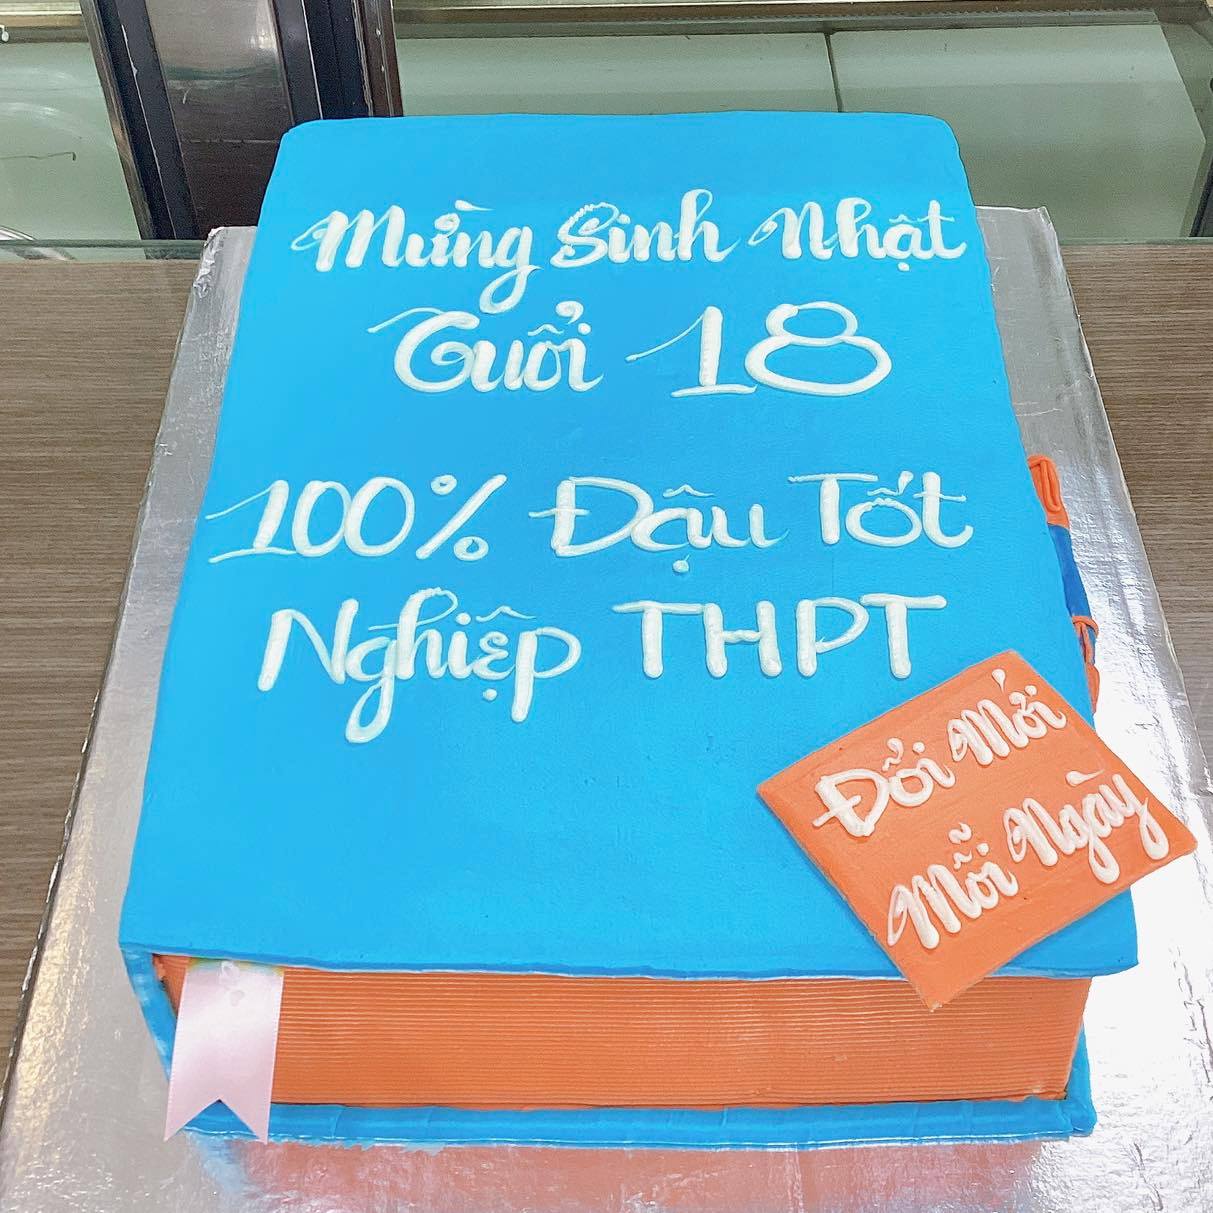 Mừng Sinh Nhật
Tuổi 18
100% Đậu Tốt
Nghiệp THPT
Đổi Mới
Mỗi Ngày